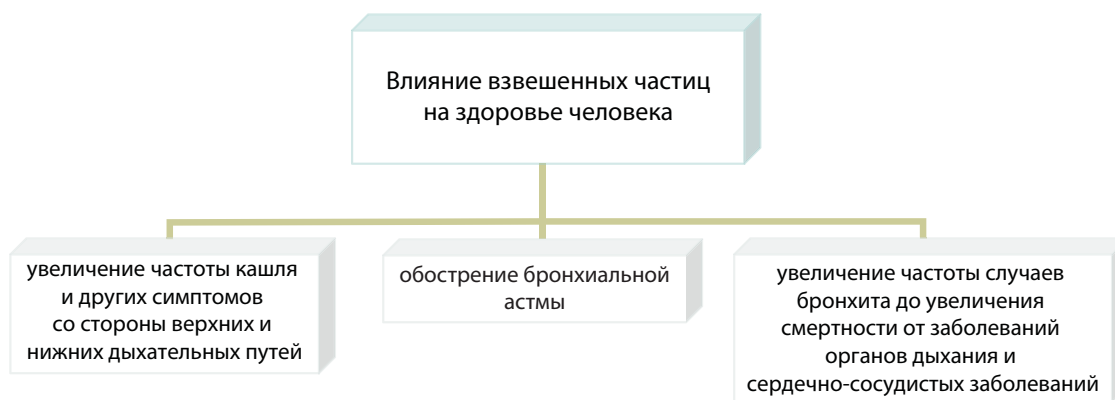 Влияние взвешенных частиц
на здоровье человека
увеличение частоты кашля
и других симптомов
со стороны верхних и
нижних дыхательных путей
обострение бронхиальной
астмы
увеличение частоты случаев
бронхита до увеличения
смертности от заболеваний
органов дыхания и
сердечно-сосудистых заболеваний